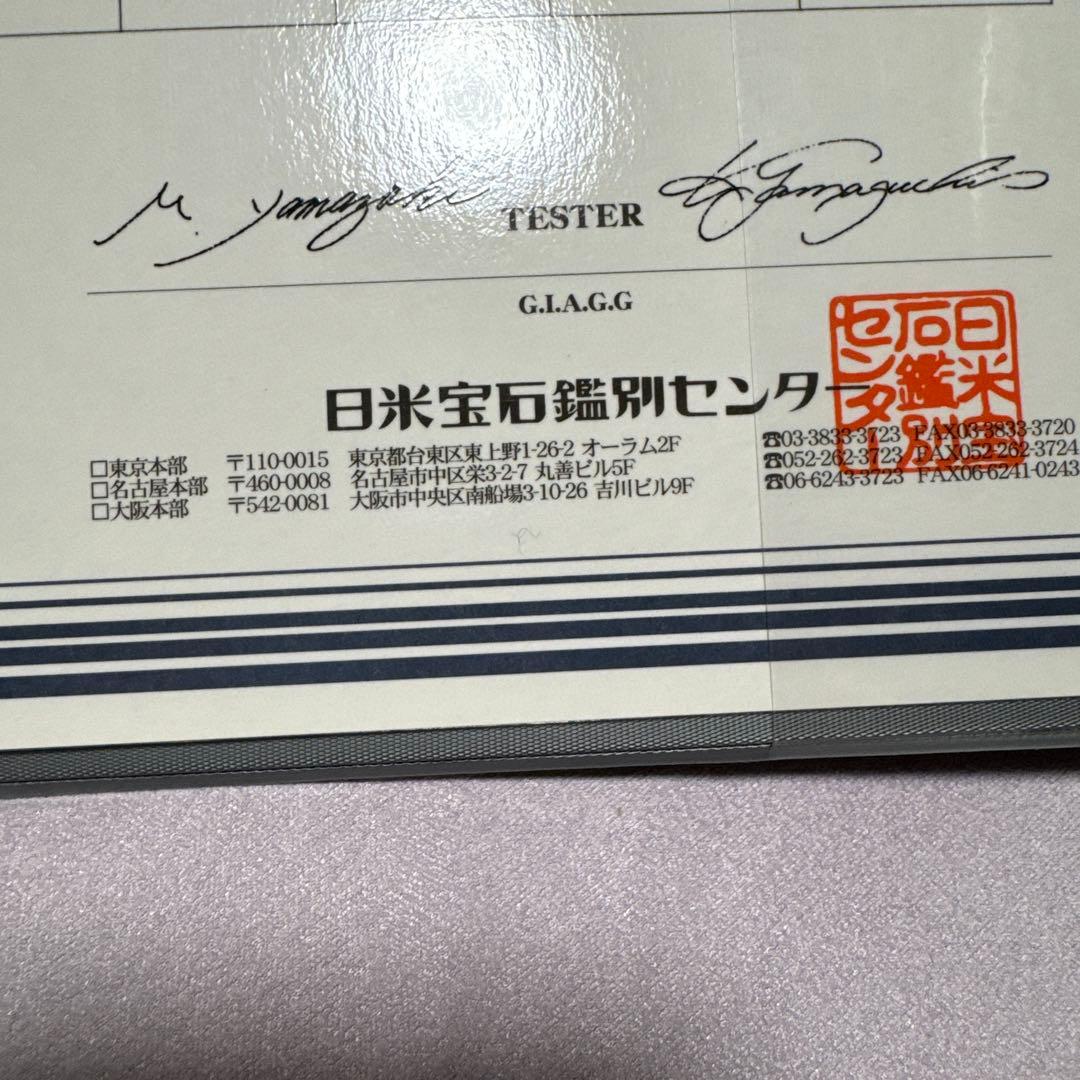 M. Yamazaki TESTER H. Yamaguchi
G.I.A.G.G
日米宝石鑑別センター
日米宝石鑑別センター
□東京本部 〒110-0015 東京都台東区東上野1-26-2 オーラム2F ☎03-3833-3723 FAX03-3833-3720
□名古屋本部 〒460-0008 名古屋市中区栄3-2-7 丸善ビル5F ☎052-262-3723 FAX052-262-3724
□大阪本部 〒542-0081 大阪市中央区南船場3-10-26 吉川ビル9F ☎06-6243-3723 FAX06-6241-0243